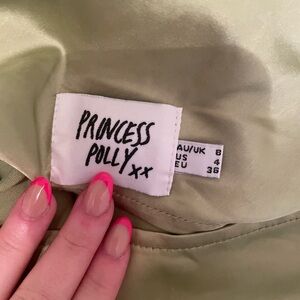 PRINCESS
POLLY xx
AU/UK 8
US 4
EU 36